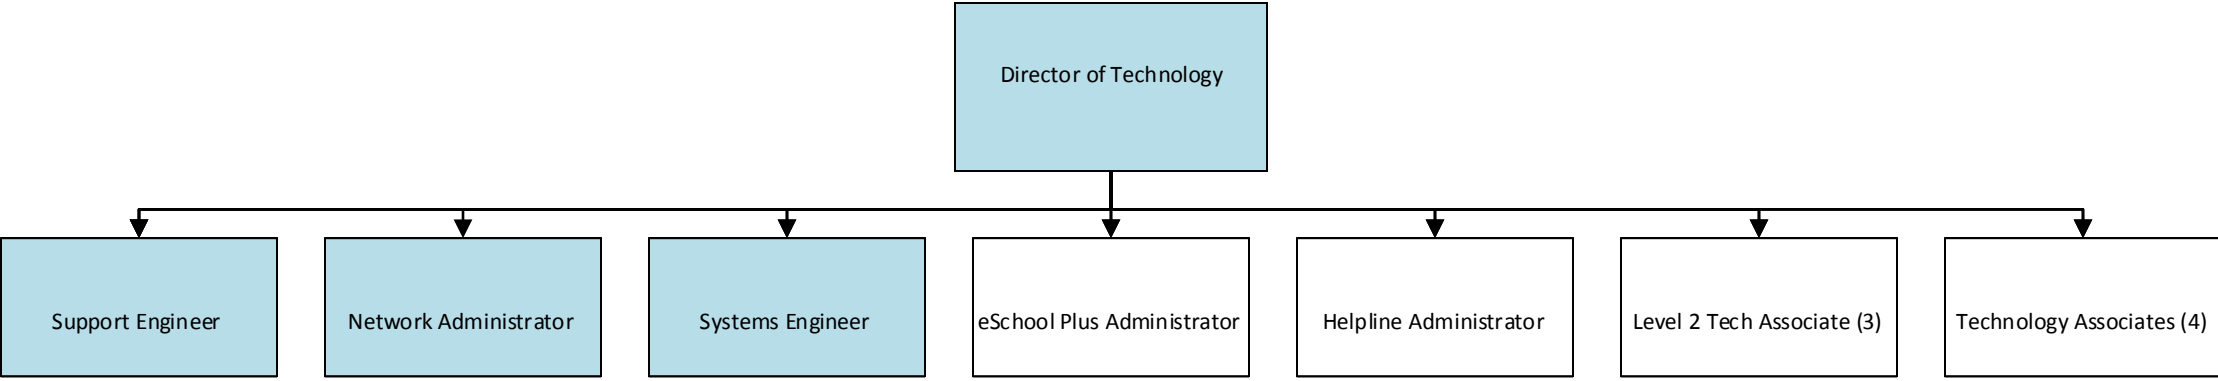 Director of Technology
Support Engineer
Network Administrator
Systems Engineer
eSchool Plus Administrator
Helpline Administrator
Level 2 Tech Associate (3)
Technology Associates (4)